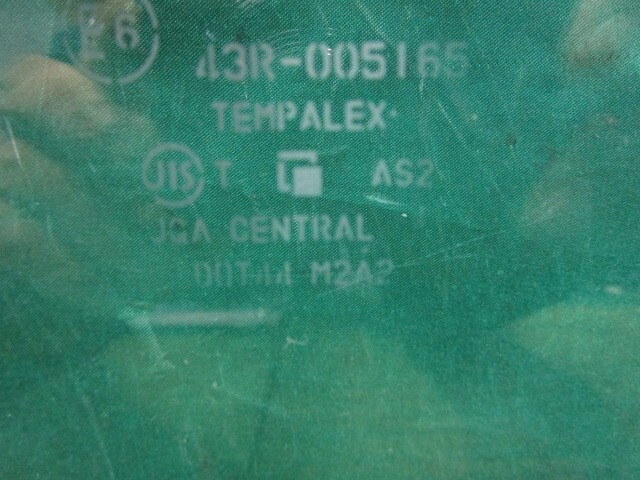 E6
43R-005165
TEMPALEX
JIS T AS2
CENTRAL
M2A2